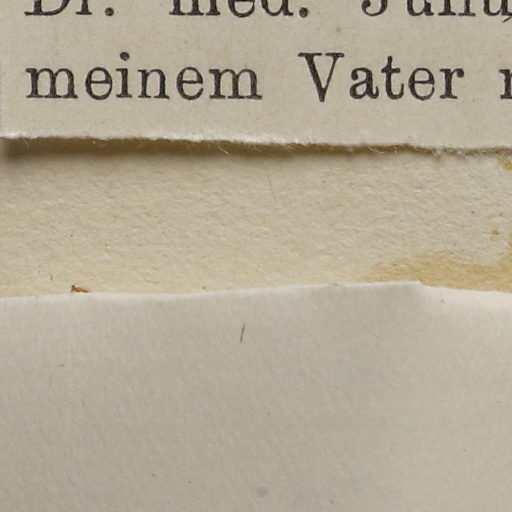 Dr. med.
meinem Vater